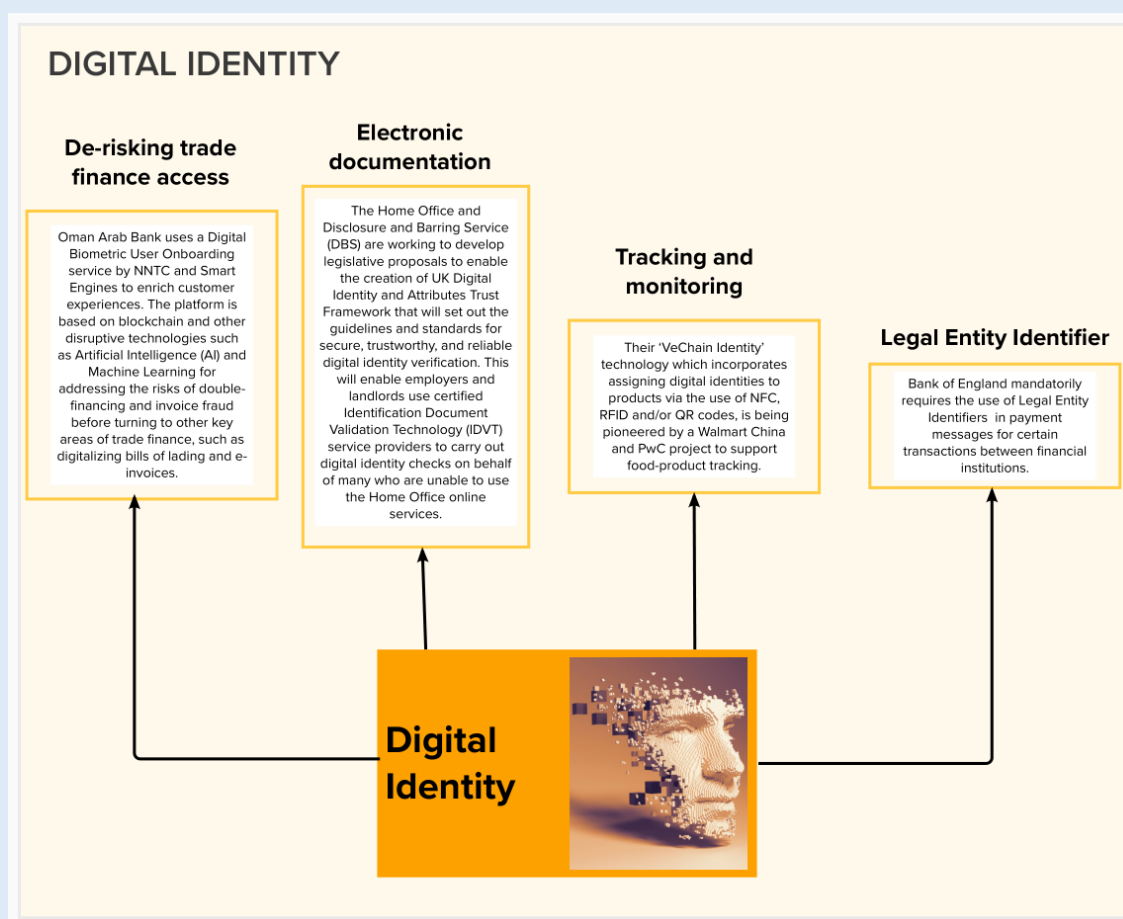 DIGITAL IDENTITY
De-risking trade
finance access
Oman Arab Bank uses a Digital
Biometric User Onboarding
service by NNTC and Smart
Engines to enrich customer
experiences. The platform is
based on blockchain and other
disruptive technologies such
as Artificial Intelligence (AI) and
Machine Learning for
addressing the risks of double-
financing and invoice fraud
before turning to other key
areas of trade finance, such as
digitalizing bills of lading and e-
invoices.
Electronic
documentation
The Home Office and
Disclosure and Barring Service
(DBS) are working to develop
legislative proposals to enable
the creation of UK Digital
Identity and Attributes Trust
Framework that will set out the
guidelines and standards for
secure, trustworthy, and reliable
digital identity verification. This
will enable employers and
landlords use certified
Identification Document
Validation Technology (IDVT)
service providers to carry out
digital identity checks on behalf
of many who are unable to use
the Home Office online
services.
Tracking and
monitoring
Their ‘VeChain Identity’
technology which incorporates
assigning digital identities to
products via the use of NFC,
RFID and/or QR codes, is being
pioneered by a Walmart China
and PwC project to support
food-product tracking.
Legal Entity Identifier
Bank of England mandatorily
requires the use of Legal Entity
Identifiers in payment
messages for certain
transactions between financial
institutions.
Digital
Identity